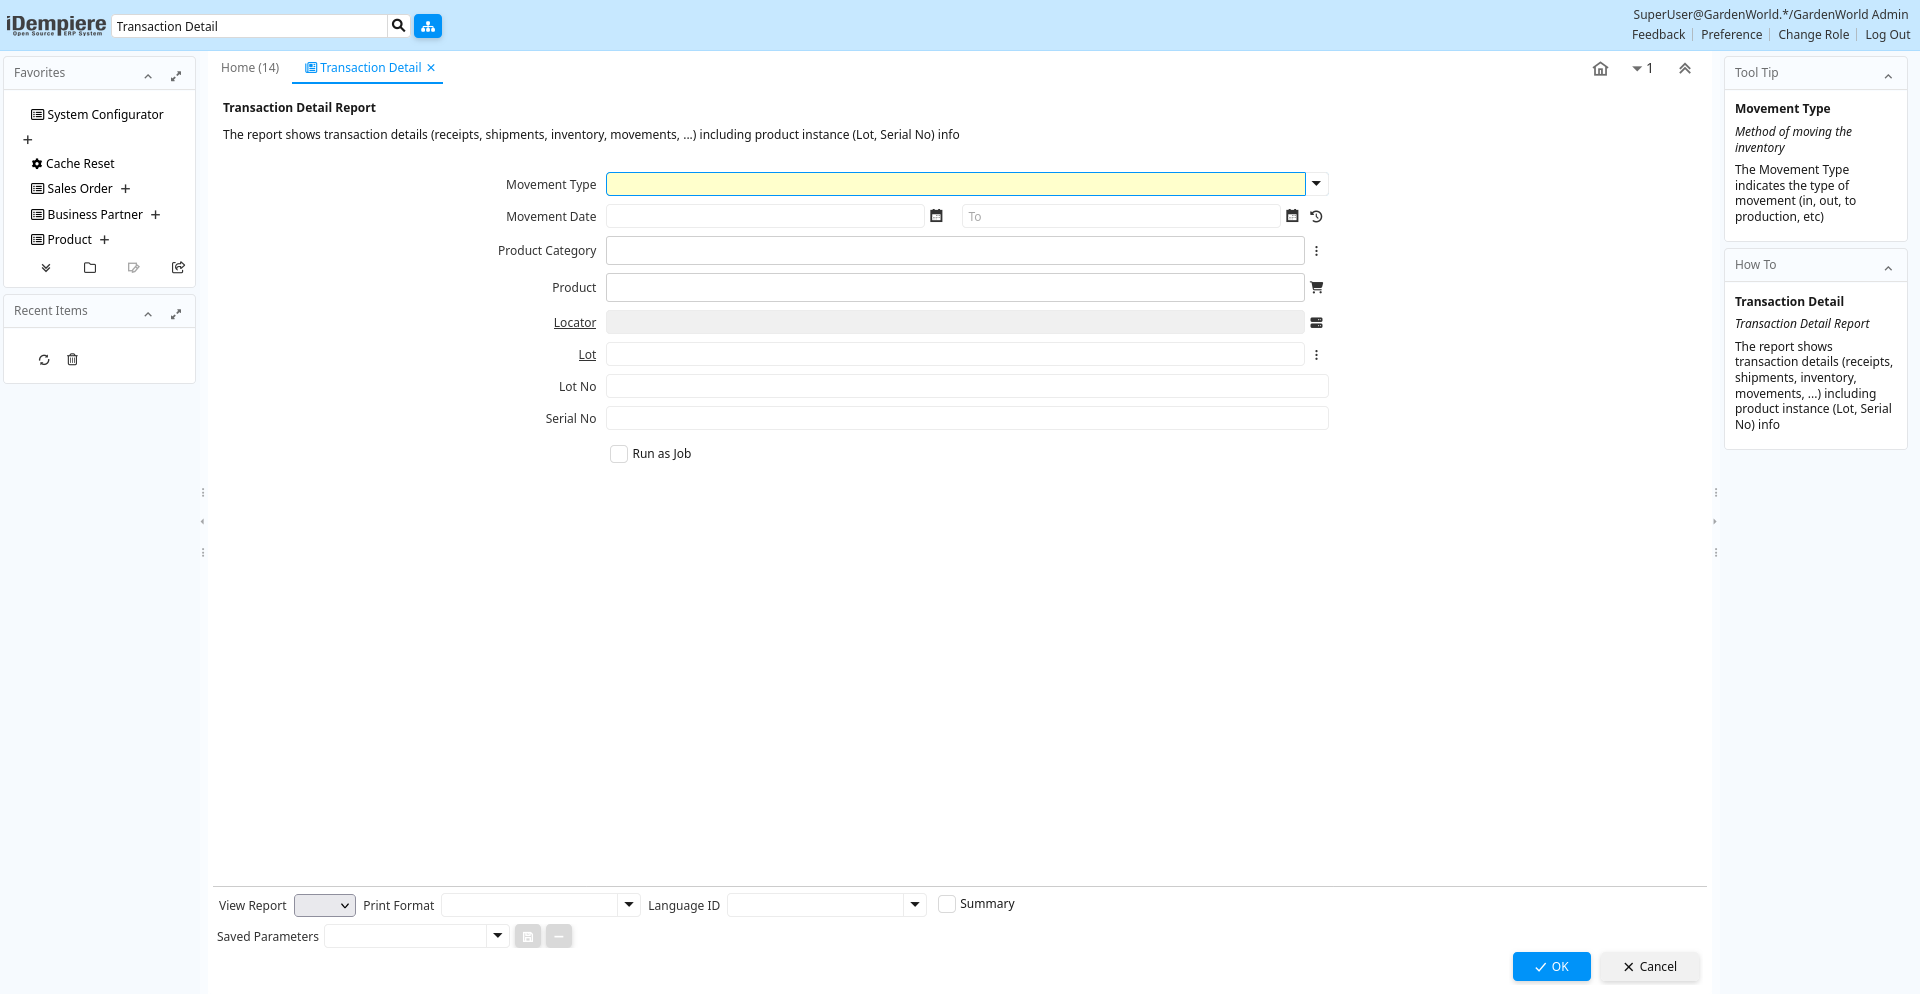 iDempiere
Open Source ERP System
Transaction Detail
SuperUser@GardenWorld.*/GardenWorld Admin
Feedback
Preference
Change Role
Log Out
Favorites
System Configurator
Cache Reset
Sales Order
Business Partner
Product
Recent Items
Home (14)
Transaction Detail
1
Transaction Detail Report
The report shows transaction details (receipts, shipments, inventory, movements, ...) including product instance (Lot, Serial No) info
Movement Type
Movement Date
To
Product Category
Product
Locator
Lot
Lot No
Serial No
Run as Job
View Report
Print Format
Language ID
Summary
Saved Parameters
OK
Cancel
Tool Tip
Movement Type
Method of moving the
inventory
The Movement Type
indicates the type of
movement (in, out, to
production, etc)
How To
Transaction Detail
Transaction Detail Report
The report shows
transaction details (receipts,
shipments, inventory,
movements, ...) including
product instance (Lot, Serial
No) info